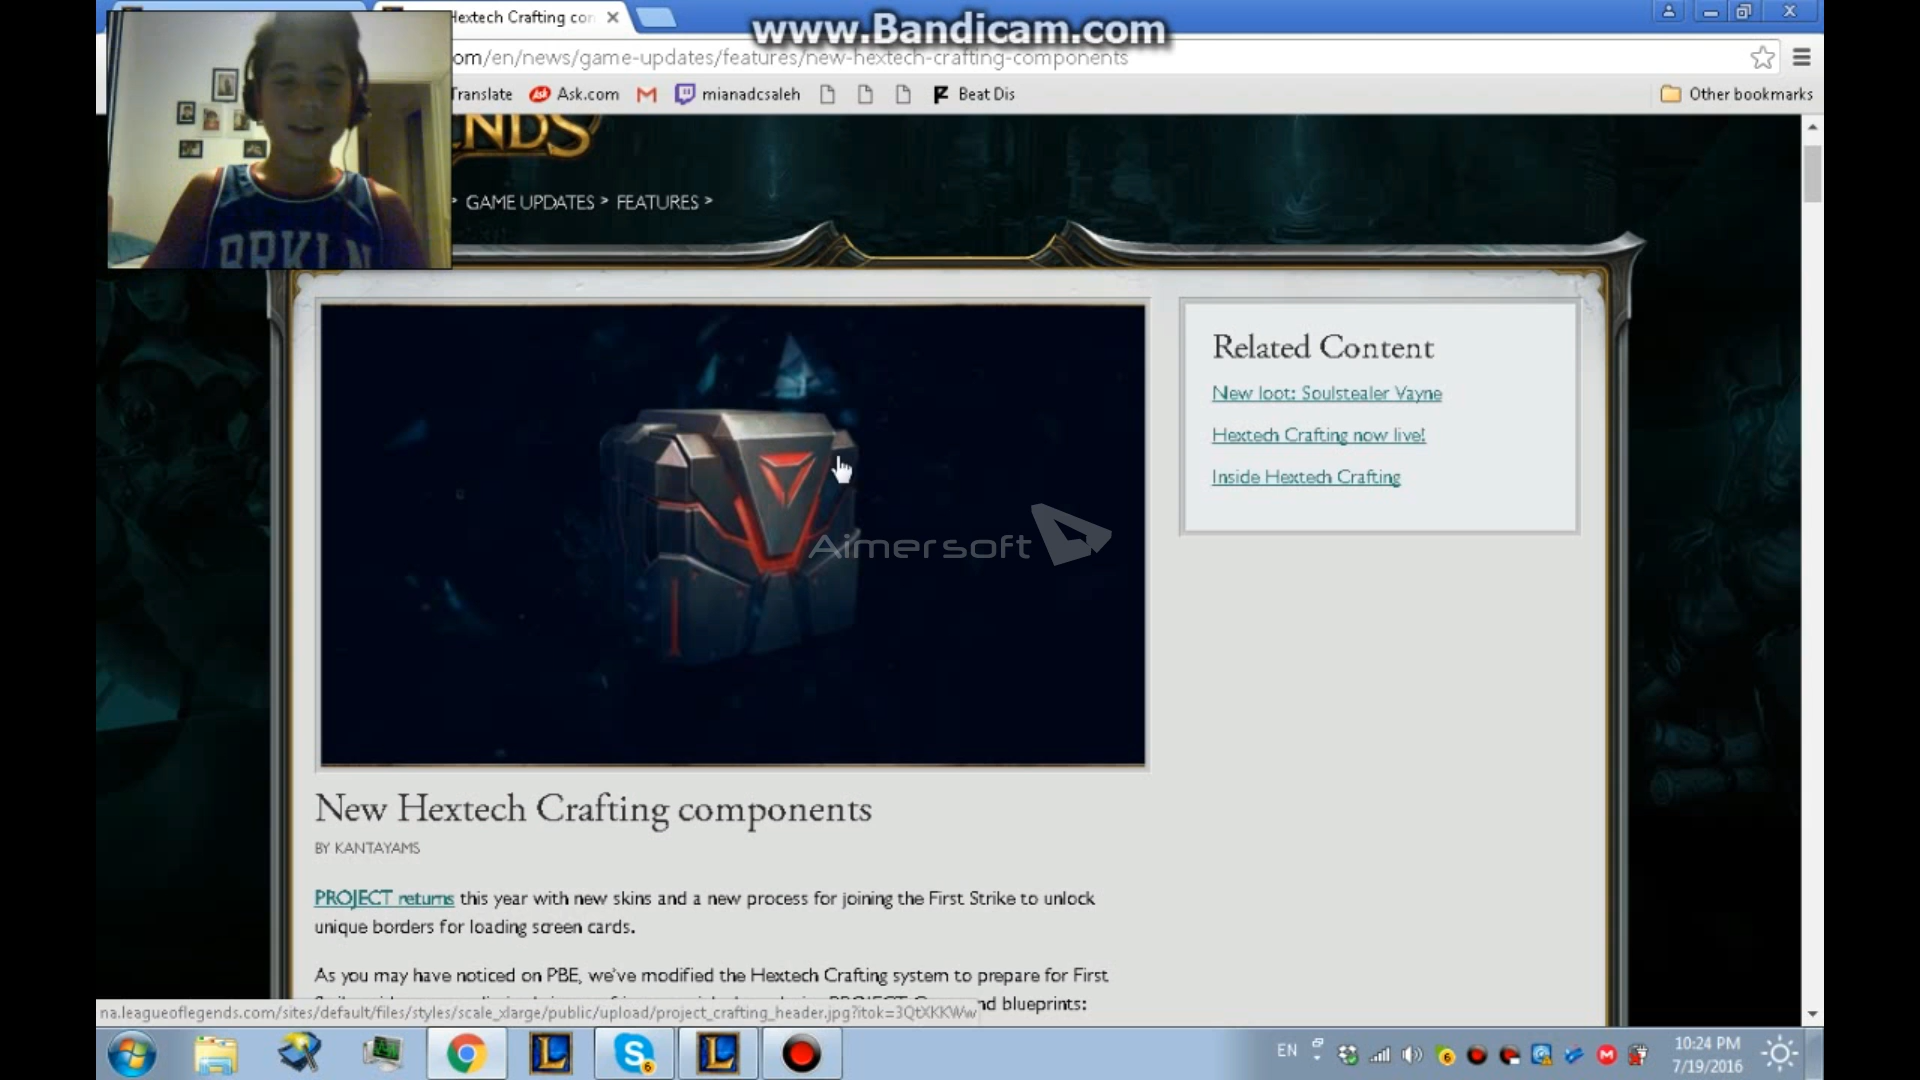 Hextech Crafting con
www.Bandicam.com
om/en/news/game-updates/features/new-hextech-crafting-components
Translate
Ask.com
mianadcsaleh
Beat Dis
Other bookmarks
ENDS
BRKLN
> GAME UPDATES > FEATURES >
Related Content
New loot: Soulstealer Vayne
Hextech Crafting now live!
Inside Hextech Crafting
Aimersoft
New Hextech Crafting components
BY KANTAYAMS
PROJECT returns this year with new skins and a new process for joining the First Strike to unlock
unique borders for loading screen cards.
As you may have noticed on PBE, we've modified the Hextech Crafting system to prepare for First
nd blueprints:
na.leagueoflegends.com/sites/default/files/styles/scale_xlarge/public/upload/project_crafting_header.jpg?itok=3QtXKKWw
EN
10:24 PM
7/19/2016